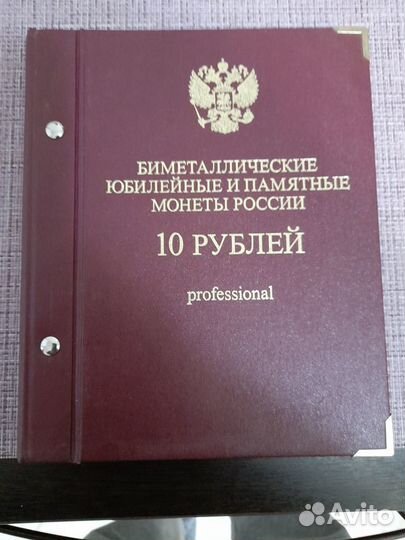 БИМЕТАЛЛИЧЕСКИЕ
ЮБИЛЕЙНЫЕ И ПАМЯТНЫЕ
МОНЕТЫ РОССИИ
10 РУБЛЕЙ
professional
Avito